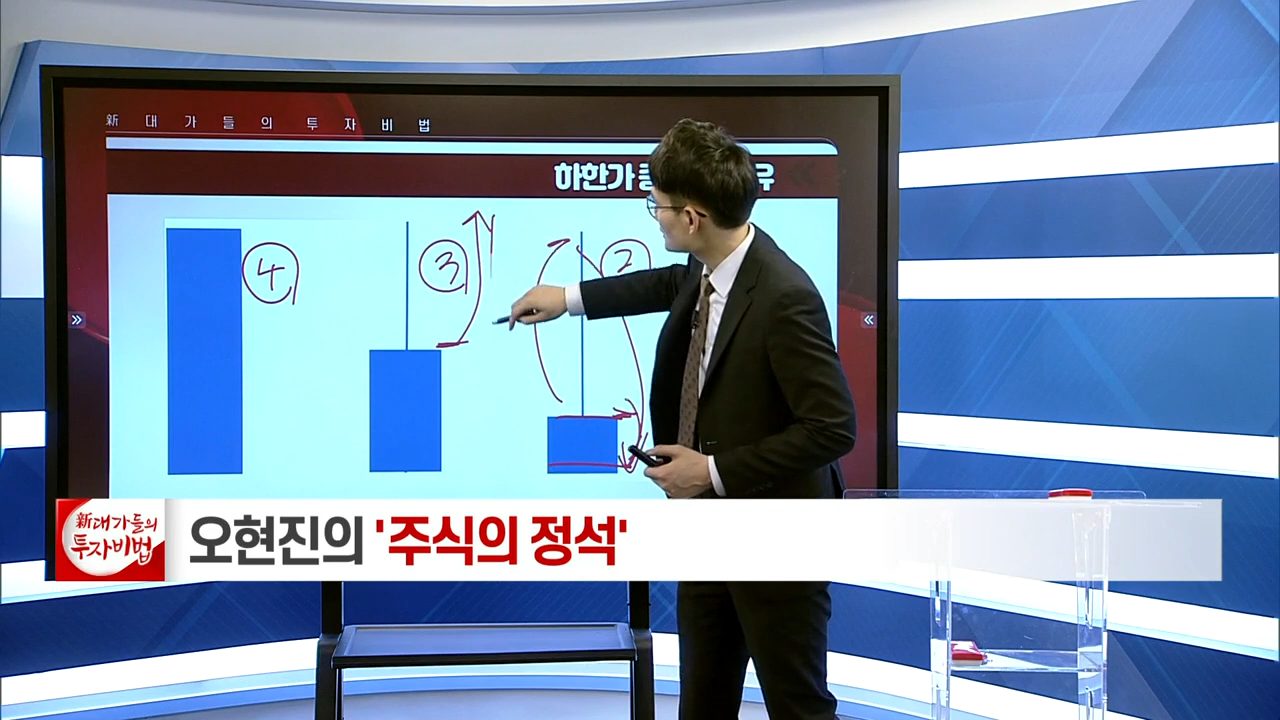 新 대 가 들 의 투 자 비 법
하한가 유
④
③
②
新 대가들의
투자비법
오현진의 '주식의 정석'